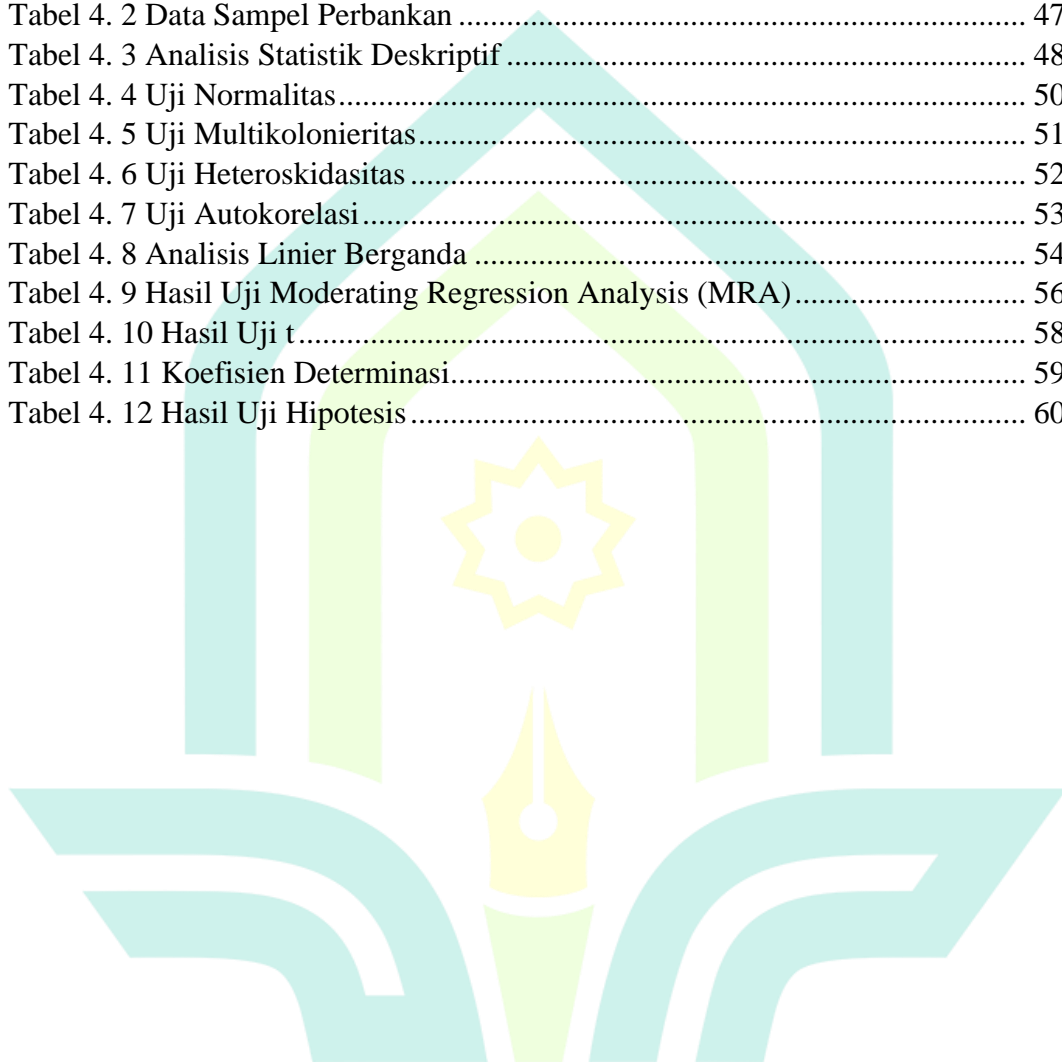 Tabel 4. 2 Data Sampel Perbankan ........................................................................... 47
Tabel 4. 3 Analisis Statistik Deskriptif ..................................................................... 48
Tabel 4. 4 Uji Normalitas.......................................................................................... 50
Tabel 4. 5 Uji Multikolonieritas................................................................................ 51
Tabel 4. 6 Uji Heteroskidasitas ................................................................................. 52
Tabel 4. 7 Uji Autokorelasi....................................................................................... 53
Tabel 4. 8 Analisis Linier Berganda ......................................................................... 54
Tabel 4. 9 Hasil Uji Moderating Regression Analysis (MRA)................................. 56
Tabel 4. 10 Hasil Uji t............................................................................................... 58
Tabel 4. 11 Koefisien Determinasi............................................................................ 59
Tabel 4. 12 Hasil Uji Hipotesis ................................................................................. 60